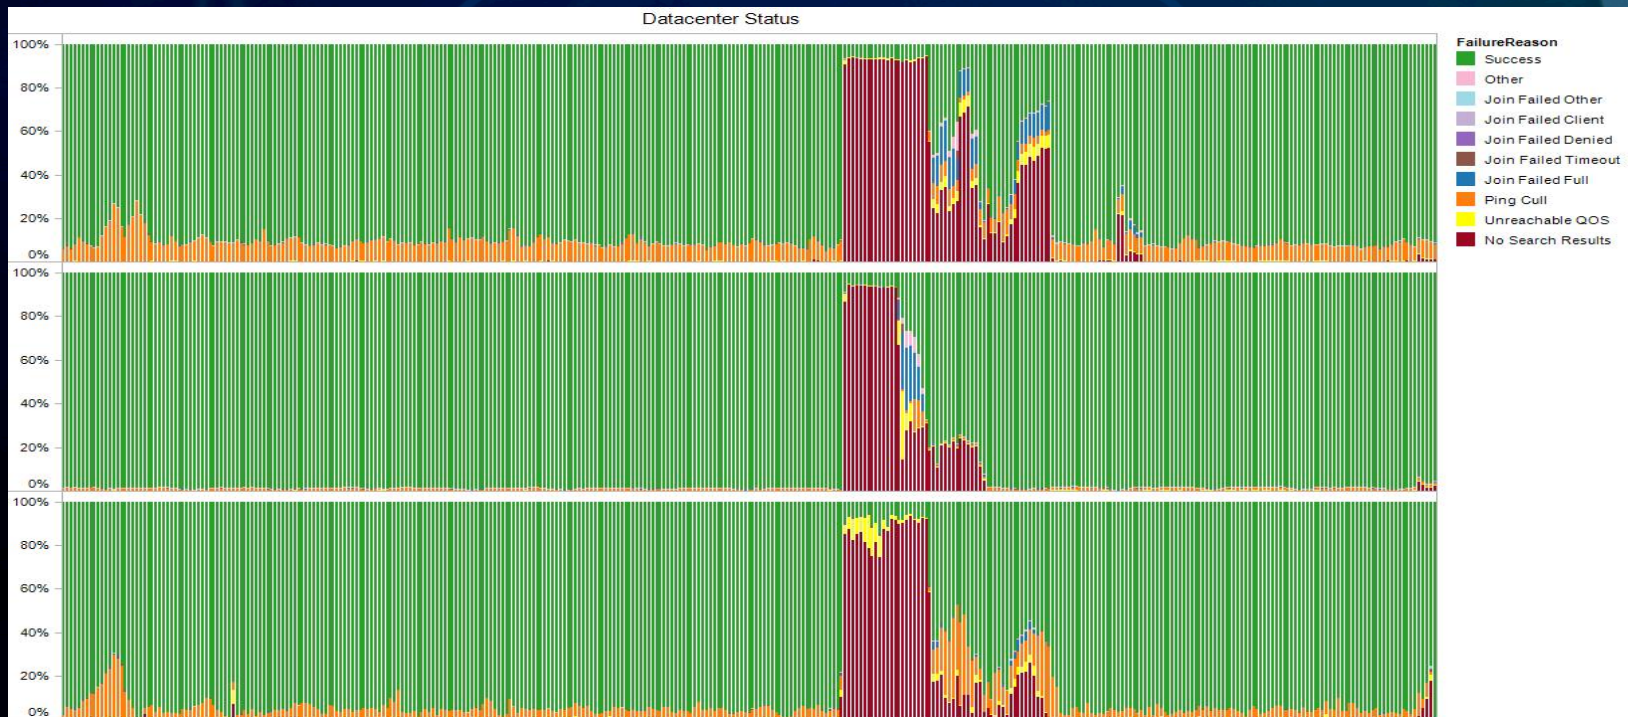 Datacenter Status
100%
80%
60%
40%
20%
0%
100%
80%
60%
40%
20%
0%
100%
80%
60%
40%
20%
0%
FailureReason
Success
Other
Join Failed Other
Join Failed Client
Join Failed Denied
Join Failed Timeout
Join Failed Full
Ping Cull
Unreachable QOS
No Search Results